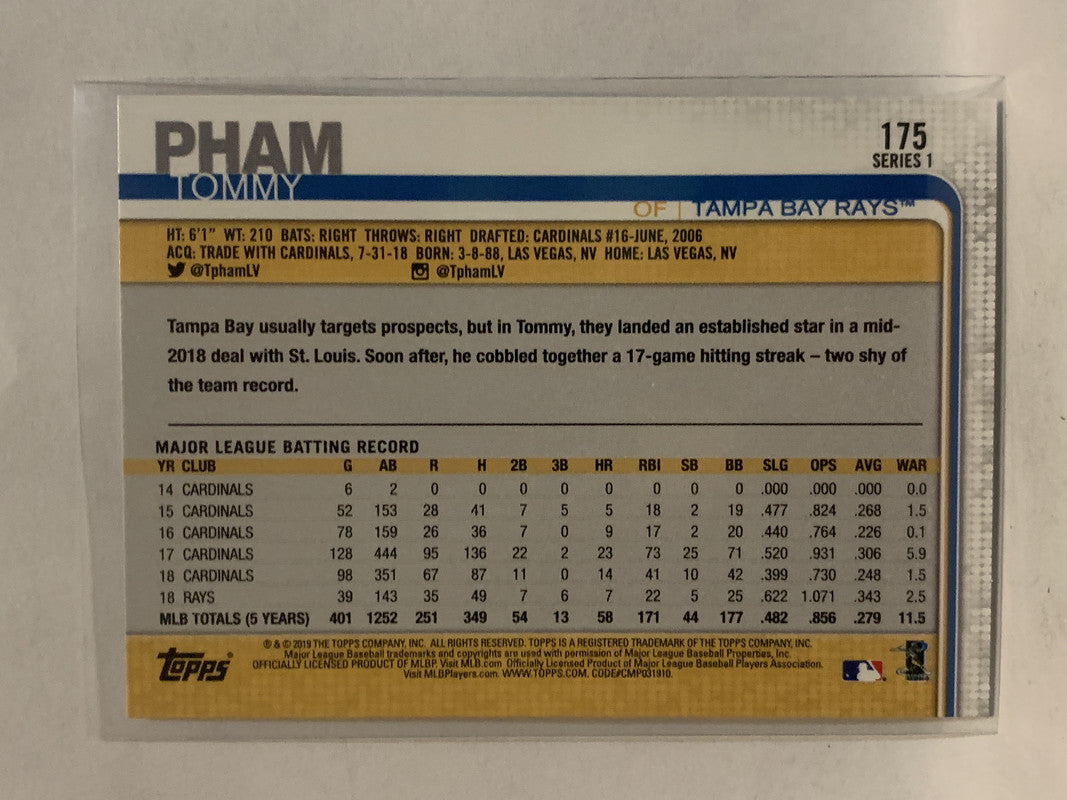 PHAM
TOMMY
175
SERIES 1
OF | TAMPA BAY RAYS™
HT: 6'1" WT: 210 BATS: RIGHT THROWS: RIGHT DRAFTED: CARDINALS #16-JUNE, 2006
ACQ: TRADE WITH CARDINALS, 7-31-18 BORN: 3-8-88, LAS VEGAS, NV HOME: LAS VEGAS, NV
@TphamLV @TphamLV
Tampa Bay usually targets prospects, but in Tommy, they landed an established star in a mid-
2018 deal with St. Louis. Soon after, he cobbled together a 17-game hitting streak – two shy of
the team record.
MAJOR LEAGUE BATTING RECORD
YR CLUB G AB R H 2B 3B HR RBI SB BB SLG OPS AVG WAR
14 CARDINALS 6 2 0 0 0 0 0 0 0 0 .000 .000 .000 0.0
15 CARDINALS 52 153 28 41 7 5 5 18 2 19 .477 .824 .268 1.5
16 CARDINALS 78 159 26 36 7 0 9 17 2 20 .440 .764 .226 0.1
17 CARDINALS 128 444 95 136 22 2 23 73 25 71 .520 .931 .306 5.9
18 CARDINALS 98 351 67 87 11 0 14 41 10 42 .399 .730 .248 1.5
18 RAYS 39 143 35 49 7 6 7 22 5 25 .622 1.071 .343 2.5
MLB TOTALS (5 YEARS) 401 1252 251 349 54 13 58 171 44 177 .482 .856 .279 11.5
topps®
® & © 2019 THE TOPPS COMPANY, INC. ALL RIGHTS RESERVED. TOPPS IS A REGISTERED TRADEMARK OF THE TOPPS COMPANY, INC.
Major League Baseball trademarks and copyrights are used with permission of Major League Baseball Properties, Inc.
OFFICIALLY LICENSED PRODUCT OF MLBP. Visit MLB.com Officially Licensed Product of Major League Baseball Players Association.
Visit MLBPlayers.com. WWW.TOPPS.COM. CODE#CMP031910.